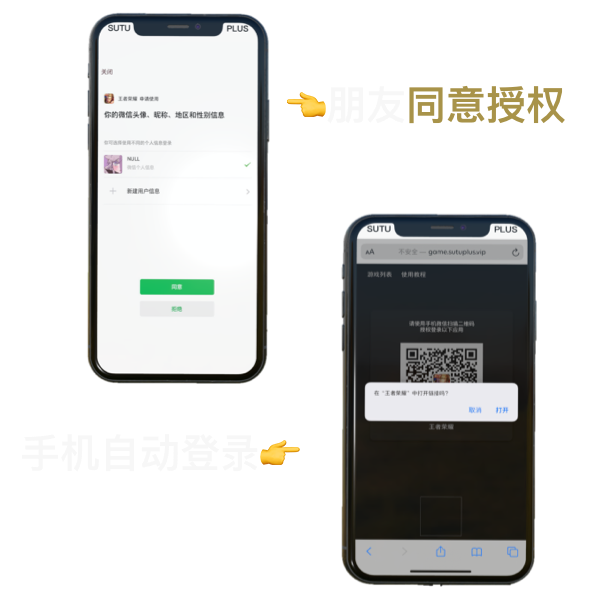 SUTU PLUS
关闭
王者荣耀 申请使用
你的微信头像、昵称、地区和性别信息
NULL
微信个人信息
新建用户信息
同意
拒绝
👈朋友同意授权
SUTU PLUS
AA 不安全 — game.sutuplus.vip
游戏列表 使用教程
请使用手机微信扫描二维码
授权登录以下应用
在“王者荣耀”中打开链接吗?
取消 打开
王者荣耀
手机自动登录👉